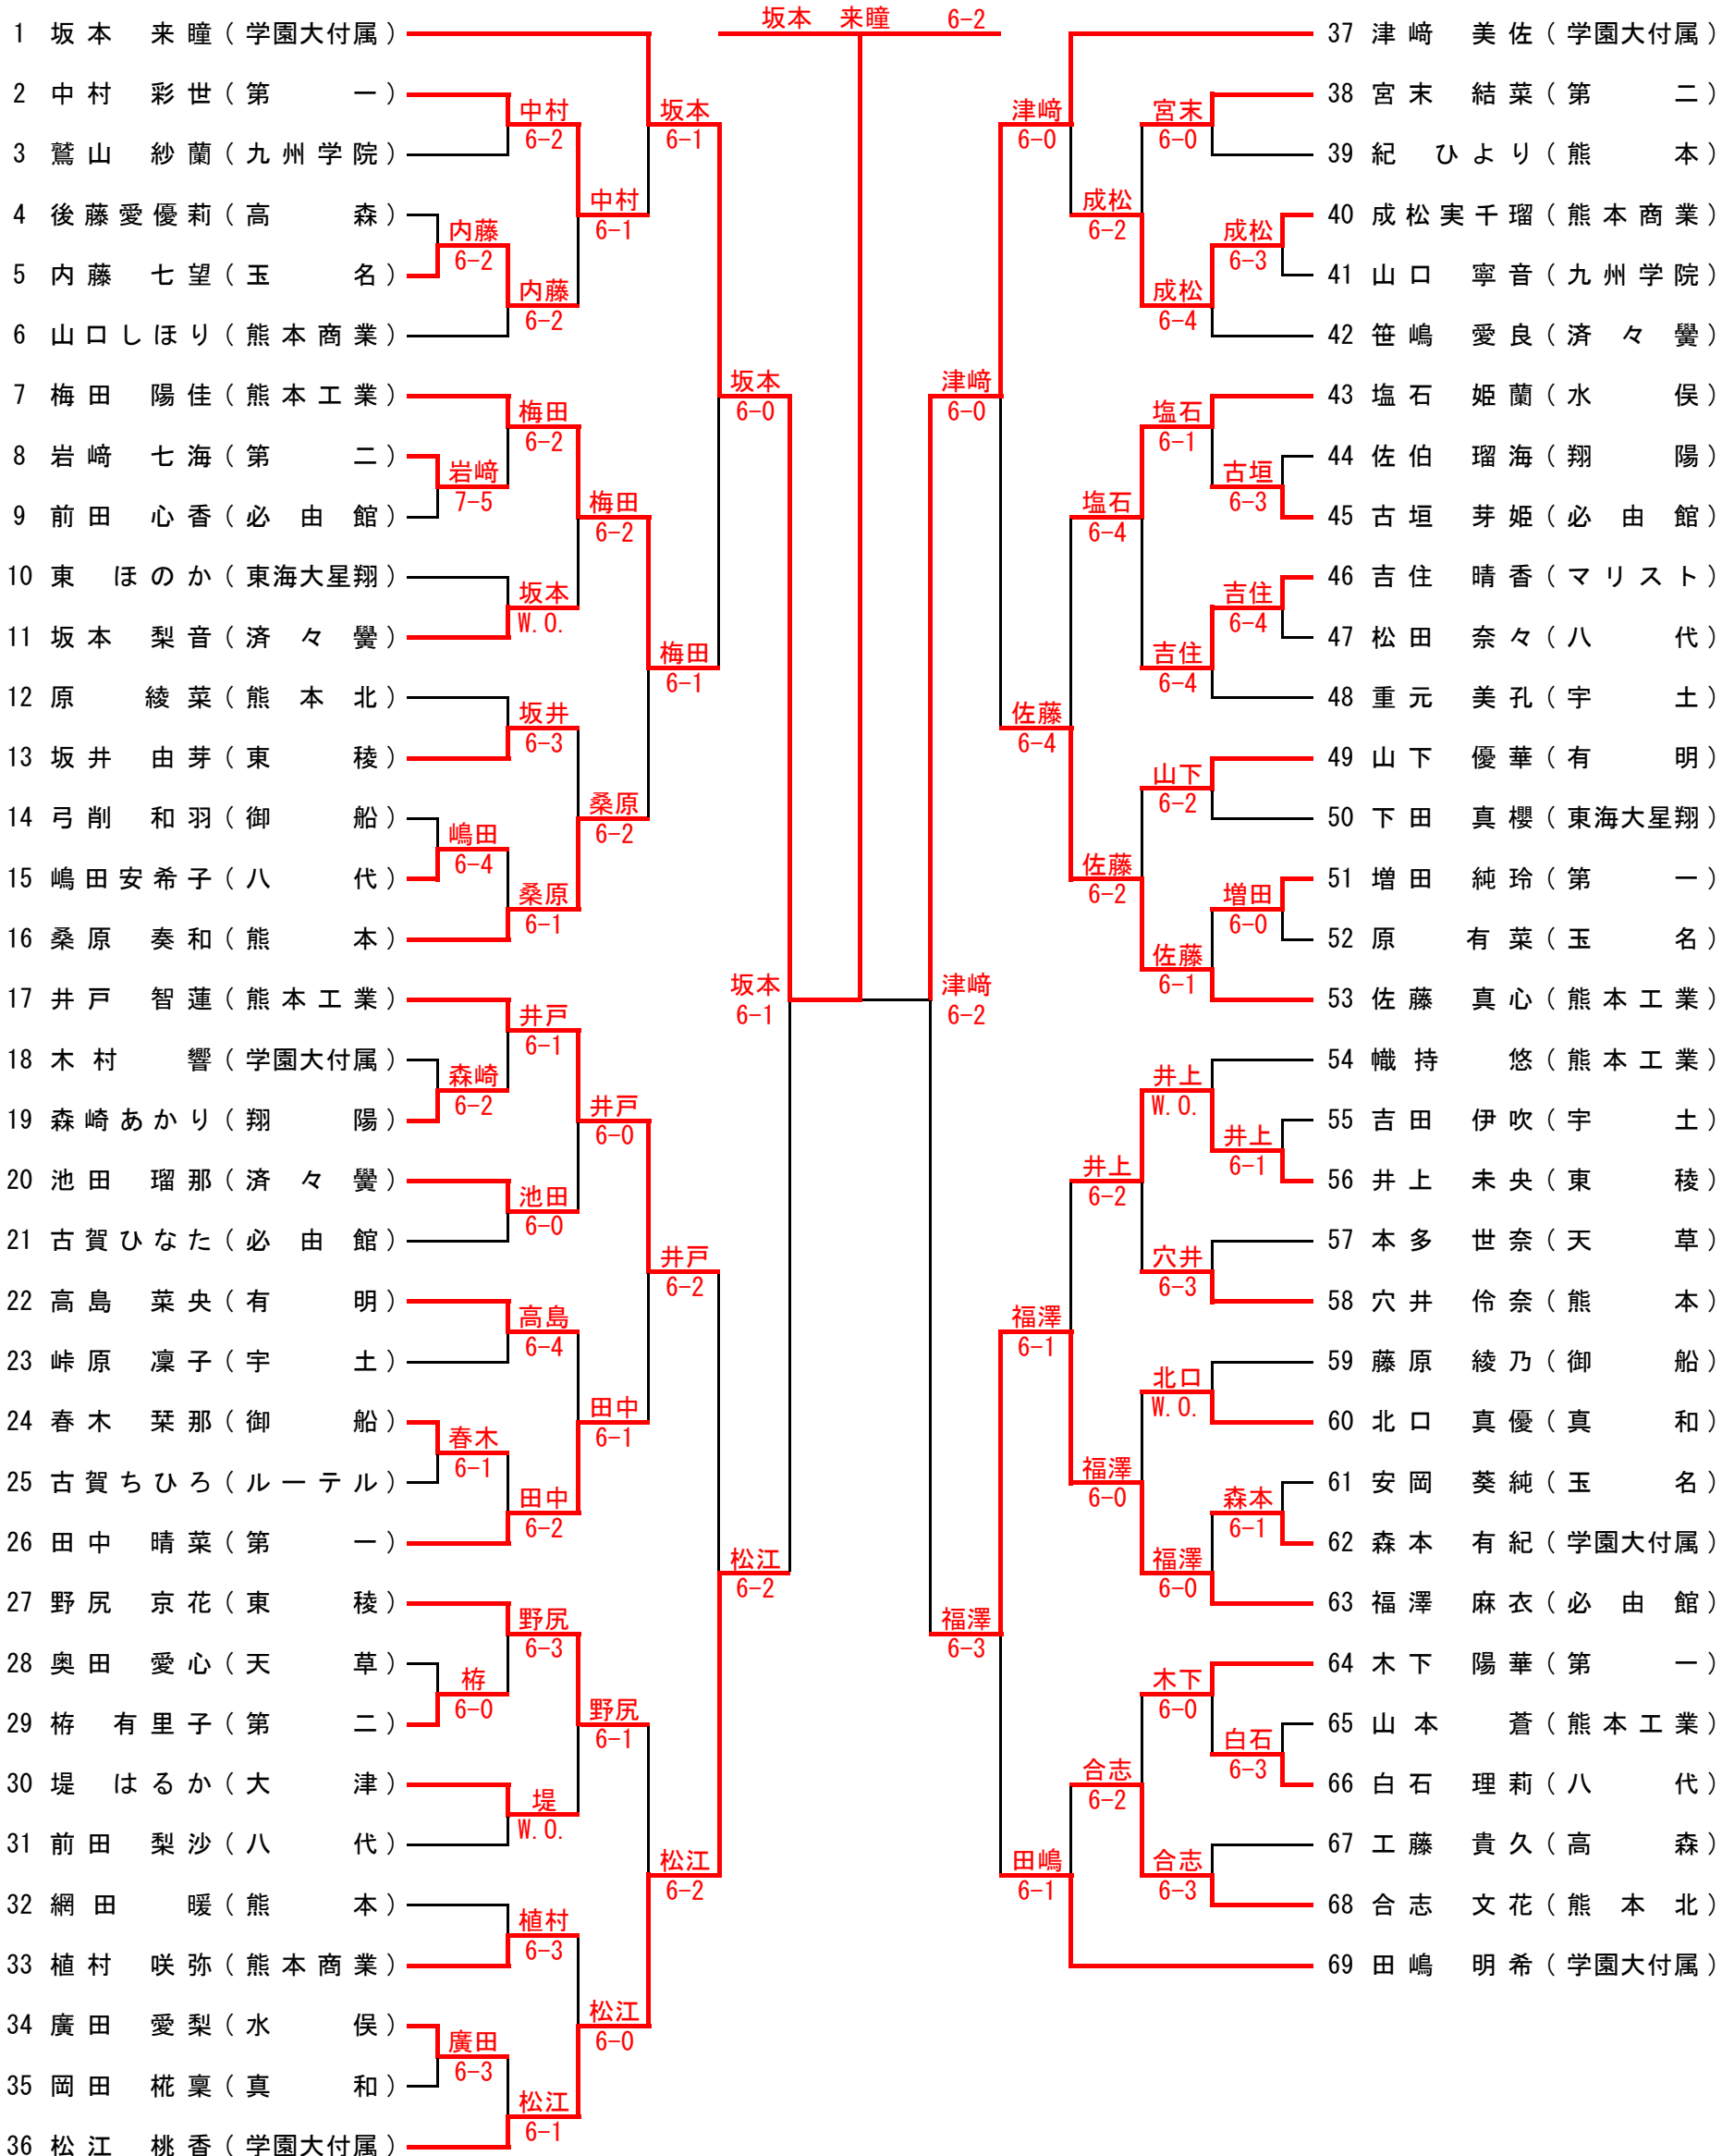 坂本 来瞳 6-2
1 坂本 来瞳（学園大付属）
2 中村 彩世（第一）
3 鷲山 紗蘭（九州学院）
4 後藤愛優莉（高森）
5 内藤 七望（玉名）
6 山口しほり（熊本商業）
7 梅田 陽佳（熊本工業）
8 岩﨑 七海（第二）
9 前田 心香（必由館）
10 東 ほのか（東海大星翔）
11 坂本 梨音（済々黌）
12 原 綾菜（熊本北）
13 坂井 由芽（東稜）
14 弓削 和羽（御船）
15 嶋田安希子（八代）
16 桑原 奏和（熊本）
17 井戸 智蓮（熊本工業）
18 木村 響（学園大付属）
19 森崎あかり（翔陽）
20 池田 瑠那（済々黌）
21 古賀ひなた（必由館）
22 高島 菜央（有明）
23 峠原 凜子（宇土）
24 春木 栞那（御船）
25 古賀ちひろ（ルーテル）
26 田中 晴菜（第一）
27 野尻 京花（東稜）
28 奥田 愛心（天草）
29 栫 有里子（第二）
30 堤 はるか（大津）
31 前田 梨沙（八代）
32 網田 暖（熊本）
33 植村 咲弥（熊本商業）
34 廣田 愛梨（水俣）
35 岡田 椛稟（真和）
36 松江 桃香（学園大付属）
内藤
6-2
岩﨑
7-5
嶋田
6-4
森崎
6-2
春木
6-1
栫
6-0
廣田
6-3
中村
6-2
内藤
6-2
梅田
6-2
坂本
W.O.
坂井
6-3
桑原
6-1
井戸
6-1
池田
6-0
高島
6-4
田中
6-2
野尻
6-3
堤
W.O.
植村
6-3
松江
6-1
中村
6-1
梅田
6-2
桑原
6-2
井戸
6-0
田中
6-1
野尻
6-1
松江
6-0
坂本
6-1
梅田
6-1
井戸
6-2
松江
6-2
坂本
6-0
松江
6-2
坂本
6-1
津﨑
6-2
津﨑
6-0
福澤
6-3
津﨑
6-0
佐藤
6-4
福澤
6-1
田嶋
6-1
成松
6-2
塩石
6-4
佐藤
6-2
井上
6-2
福澤
6-0
合志
6-2
宮末
6-0
成松
6-4
塩石
6-1
吉住
6-4
山下
6-2
佐藤
6-1
井上
W.O.
穴井
6-3
北口
W.O.
福澤
6-0
木下
6-0
合志
6-3
成松
6-3
古垣
6-3
吉住
6-4
増田
6-0
井上
6-1
森本
6-1
白石
6-3
37 津﨑 美佐（学園大付属）
38 宮末 結菜（第二）
39 紀 ひより（熊本）
40 成松実千瑠（熊本商業）
41 山口 寧音（九州学院）
42 笹嶋 愛良（済々黌）
43 塩石 姫蘭（水俣）
44 佐伯 瑠海（翔陽）
45 古垣 芽姫（必由館）
46 吉住 晴香（マリスト）
47 松田 奈々（八代）
48 重元 美孔（宇土）
49 山下 優華（有明）
50 下田 真櫻（東海大星翔）
51 増田 純玲（第一）
52 原 有菜（玉名）
53 佐藤 真心（熊本工業）
54 幟持 悠（熊本工業）
55 吉田 伊吹（宇土）
56 井上 未央（東稜）
57 本多 世奈（天草）
58 穴井 伶奈（熊本）
59 藤原 綾乃（御船）
60 北口 真優（真和）
61 安岡 葵純（玉名）
62 森本 有紀（学園大付属）
63 福澤 麻衣（必由館）
64 木下 陽華（第一）
65 山本 蒼（熊本工業）
66 白石 理莉（八代）
67 工藤 貴久（高森）
68 合志 文花（熊本北）
69 田嶋 明希（学園大付属）